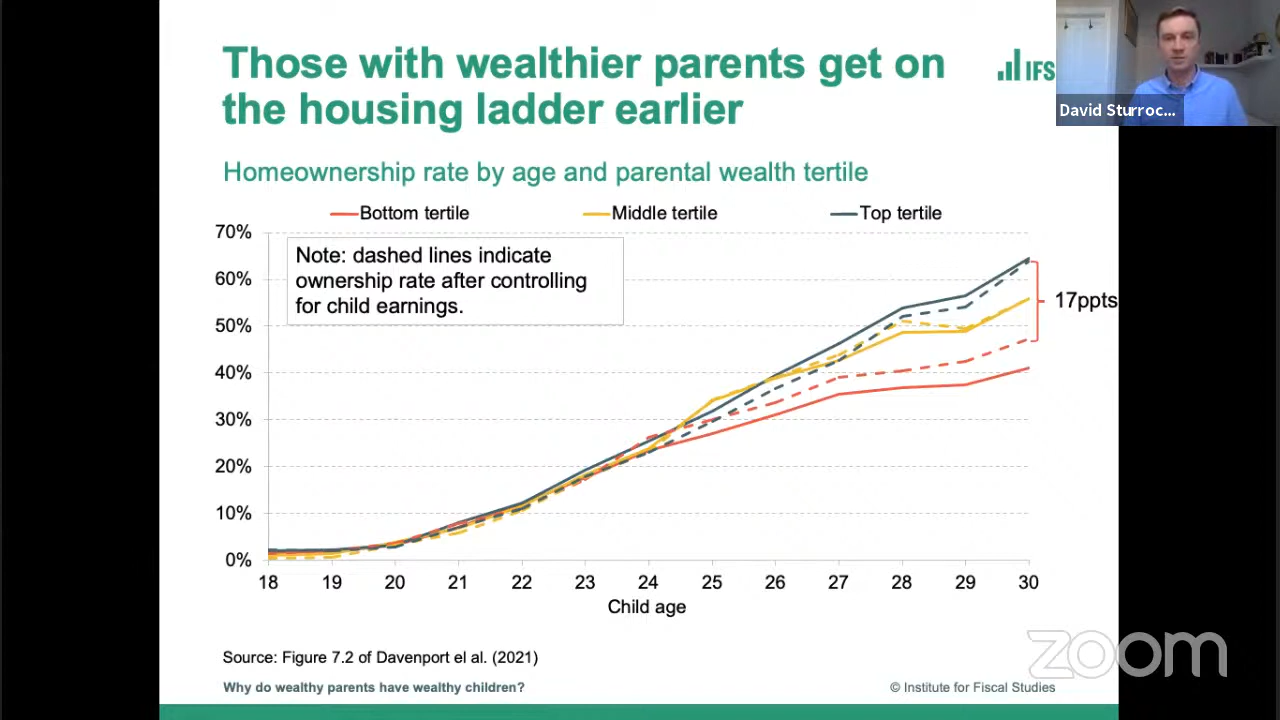 Those with wealthier parents get on
the housing ladder earlier
IFS
David Sturroc...
Homeownership rate by age and parental wealth tertile
Bottom tertile Middle tertile Top tertile
70%
60%
50%
40%
30%
20%
10%
0%
Note: dashed lines indicate
ownership rate after controlling
for child earnings.
17ppts
18 19 20 21 22 23 24 25 26 27 28 29 30
Child age
Source: Figure 7.2 of Davenport el al. (2021)
Why do wealthy parents have wealthy children?
© Institute for Fiscal Studies
zoom